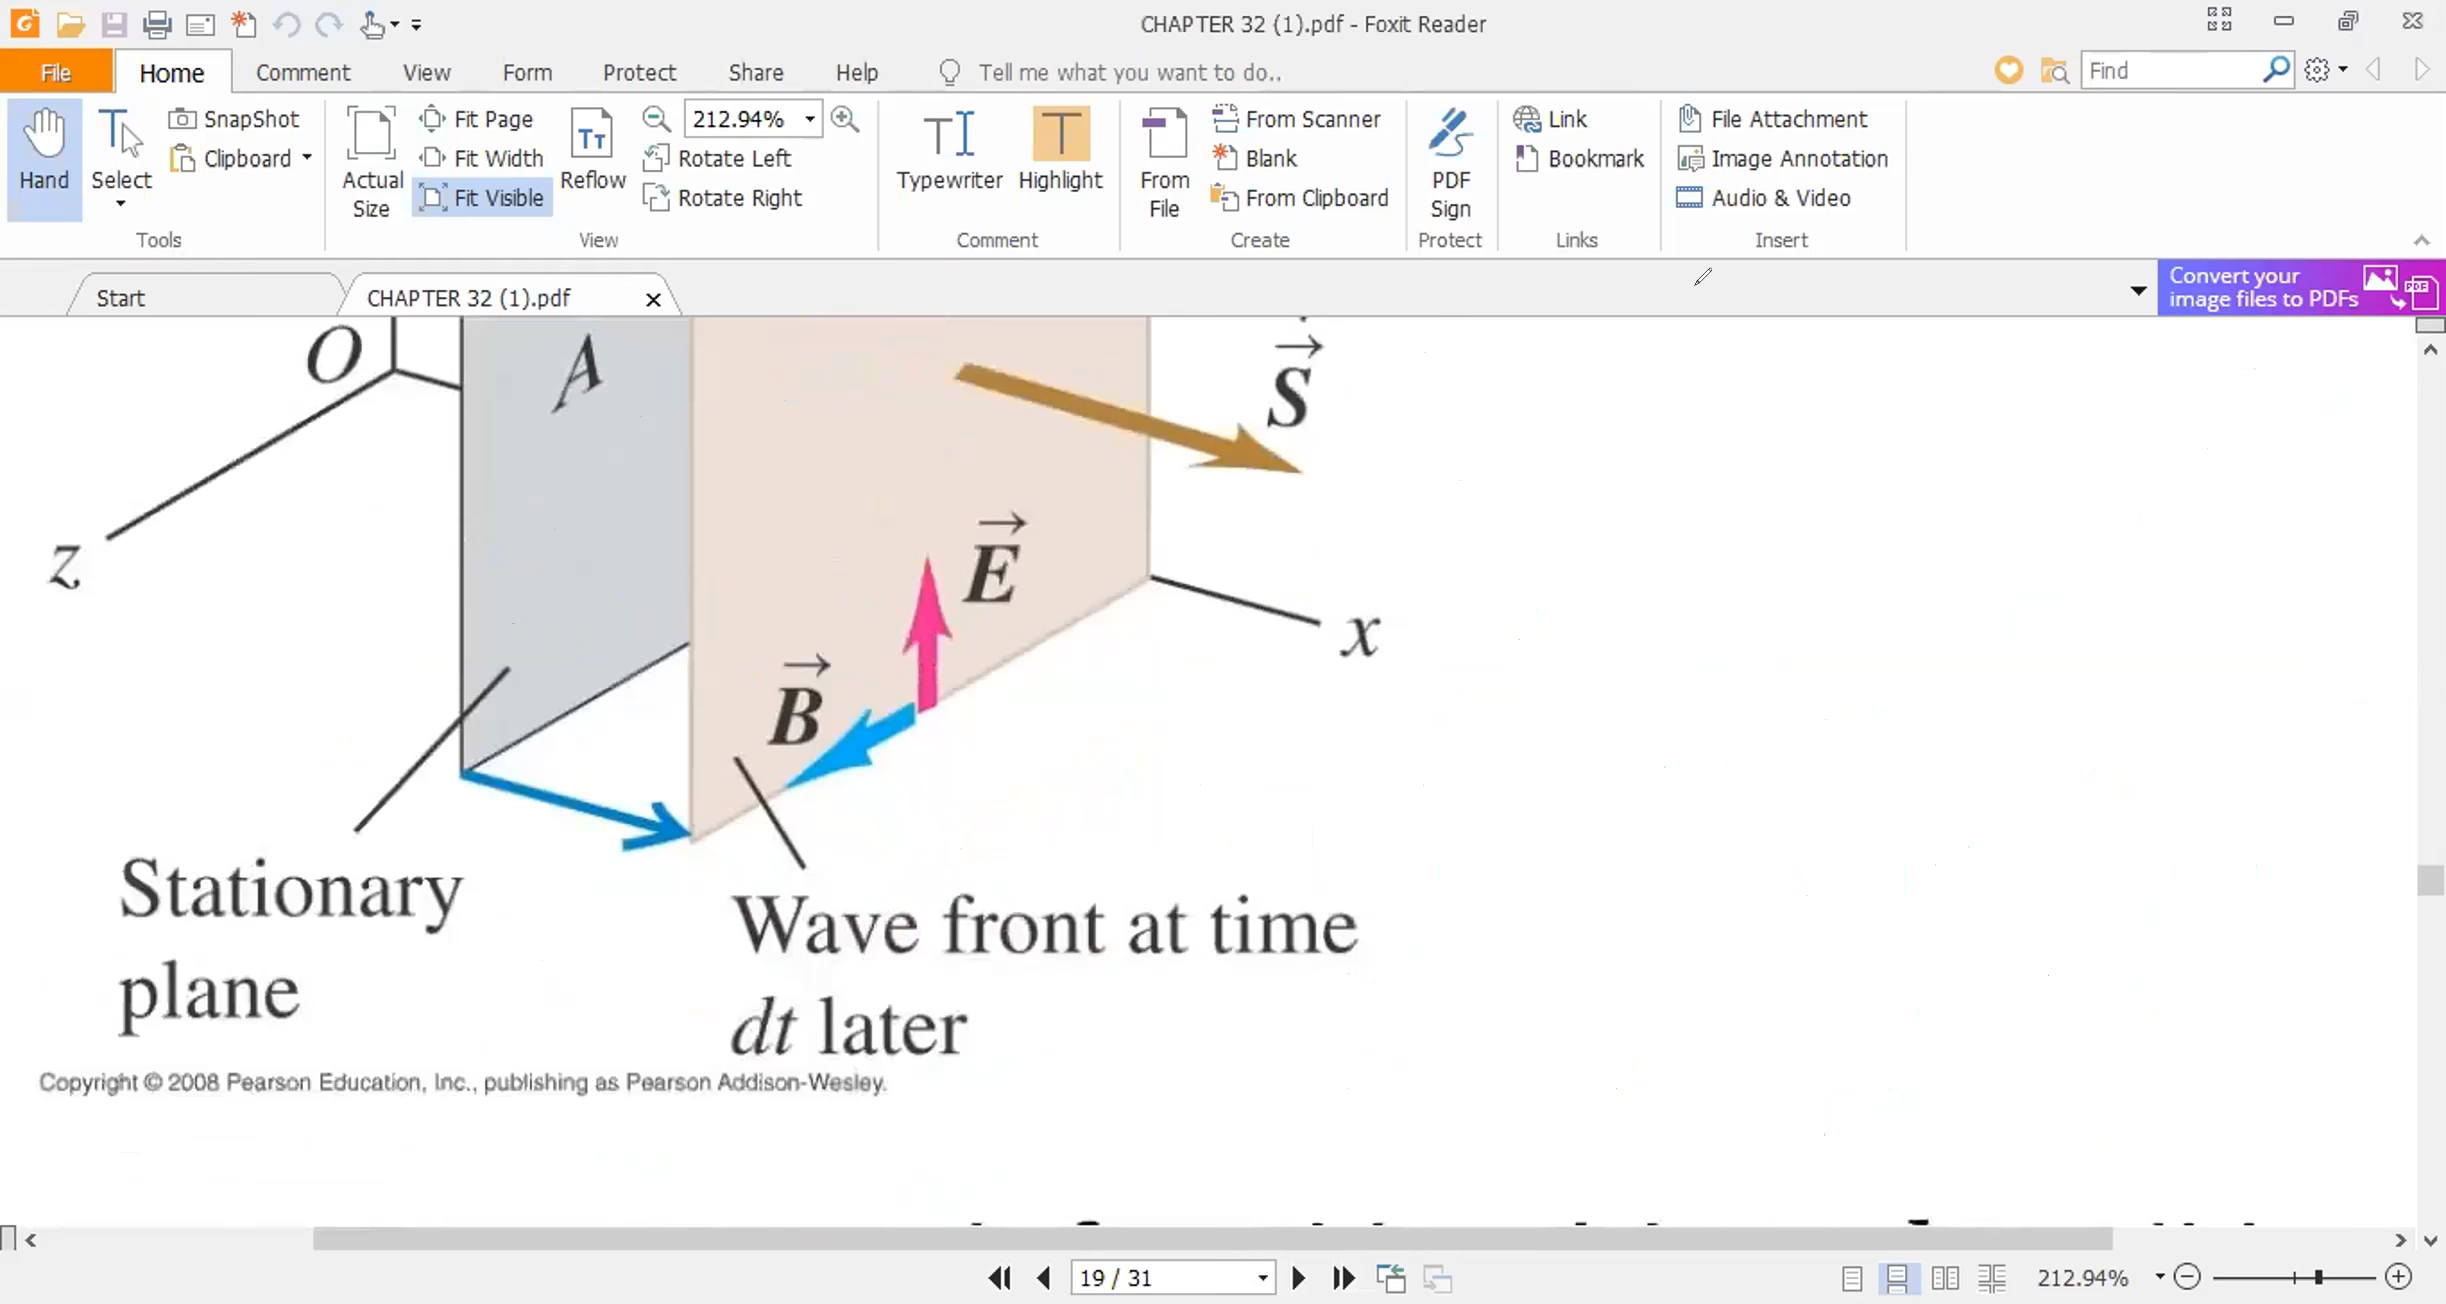 CHAPTER 32 (1).pdf - Foxit Reader
File Home Comment View Form Protect Share Help Tell me what you want to do.. Find
Hand
Select
SnapShot
Clipboard
Tools
Actual
Size
Fit Page
Fit Width
Fit Visible
Reflow
212.94%
Rotate Left
Rotate Right
View
Typewriter
Highlight
Comment
From
File
From Scanner
Blank
From Clipboard
Create
PDF
Sign
Protect
Link
Bookmark
Links
File Attachment
Image Annotation
Audio & Video
Insert
Start
CHAPTER 32 (1).pdf
Convert your
image files to PDFs
PDF
O
A
S
z
E
x
B
Stationary
plane
Wave front at time
dt later
Copyright © 2008 Pearson Education, Inc., publishing as Pearson Addison-Wesley.
19 / 31
212.94%